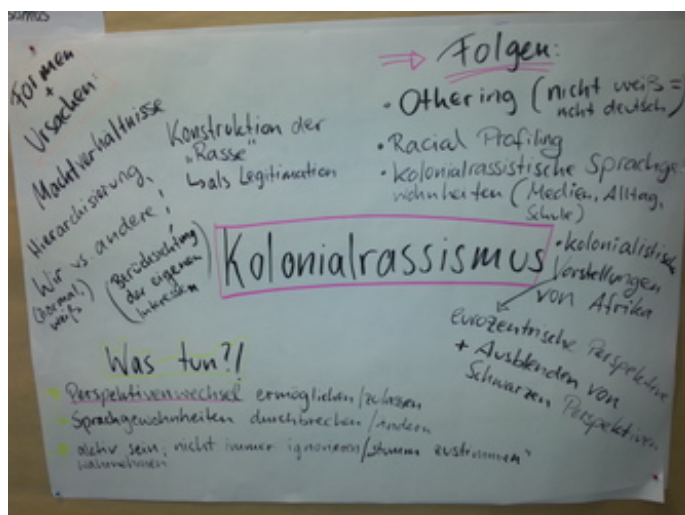 Formen
+
Ursachen:
Machtverhältnisse
Hierarchisierung,
Wir vs. andere,
(normal,
weiß)
Konstruktion der
„Rasse"
↳ als Legitimation
(Berücksichtung
der eigenen
Interessen)
⇒ Folgen:
• Othering (nicht weiß =
nicht deutsch)
• Racial Profiling
• kolonialrassistische Sprachge-
wohnheiten (Medien, Alltag,
Schule)
Kolonialrassismus
• kolonialistische
Vorstellungen
von Afrika
eurozentrische Perspektive
+ Ausblenden von
Schwarzen Perspektiven
Was tun?!
Perspektivenwechsel ermöglichen/zulassen
Sprachgewohnheiten durchbrechen/ändern
aktiv sein, nicht immer ignorieren/„stumm zustimmen"
wahrnehmen